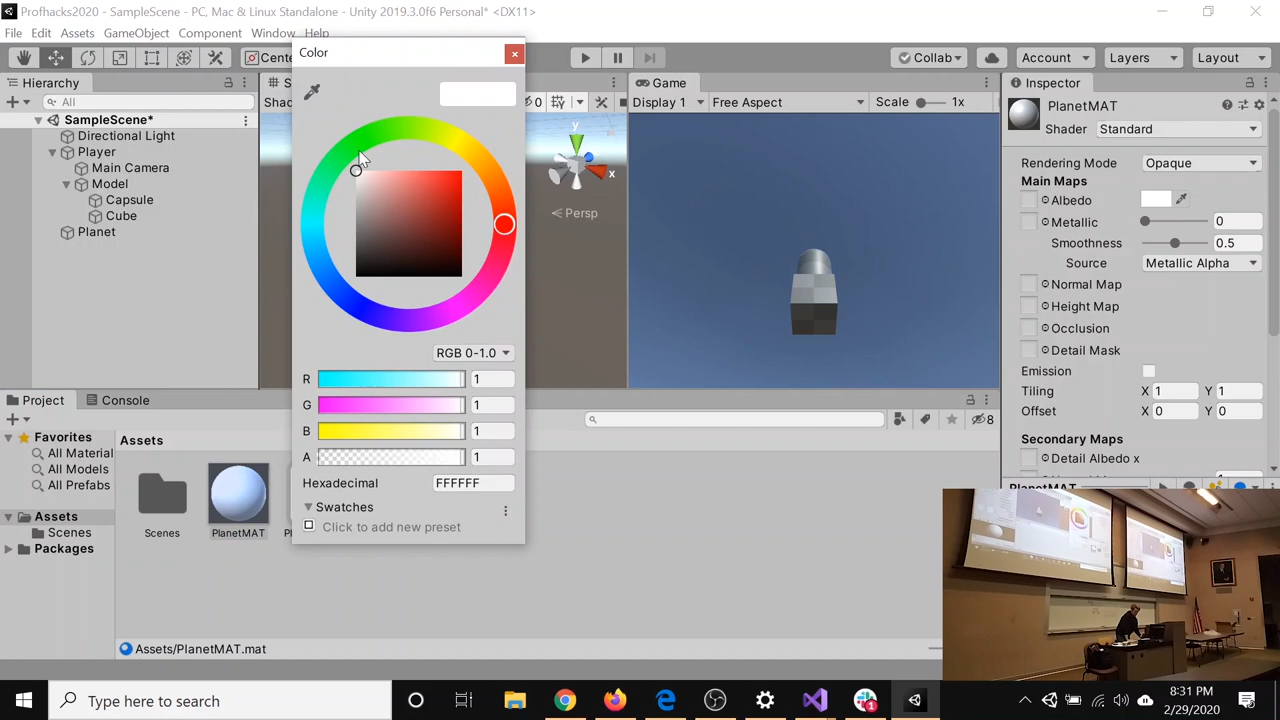 Profhacks2020 - SampleScene - PC, Mac & Linux Standalone - Unity 2019.3.0f6 Personal* <DX11>
File Edit Assets GameObject Component Window Help
Collab Account Layers Layout
Color
Hierarchy
All
SampleScene*
Directional Light
Player
Main Camera
Model
Capsule
Cube
Planet
y
x
Persp
RGB 0-1.0
R 1
G 1
B 1
A 1
Hexadecimal FFFFFF
Swatches
Click to add new preset
Game
Display 1 Free Aspect Scale 1x
Inspector
PlanetMAT
Shader Standard
Rendering Mode Opaque
Main Maps
Albedo
Metallic 0
Smoothness 0.5
Source Metallic Alpha
Normal Map
Height Map
Occlusion
Detail Mask
Emission
Tiling X 1 Y 1
Offset X 0 Y 0
Secondary Maps
Detail Albedo x
Project Console
8
Favorites
All Material
All Models
All Prefabs
Assets
Scenes
Packages
Assets
Scenes
PlanetMAT
Assets/PlanetMAT.mat
Type here to search
1
8:31 PM
2/29/2020